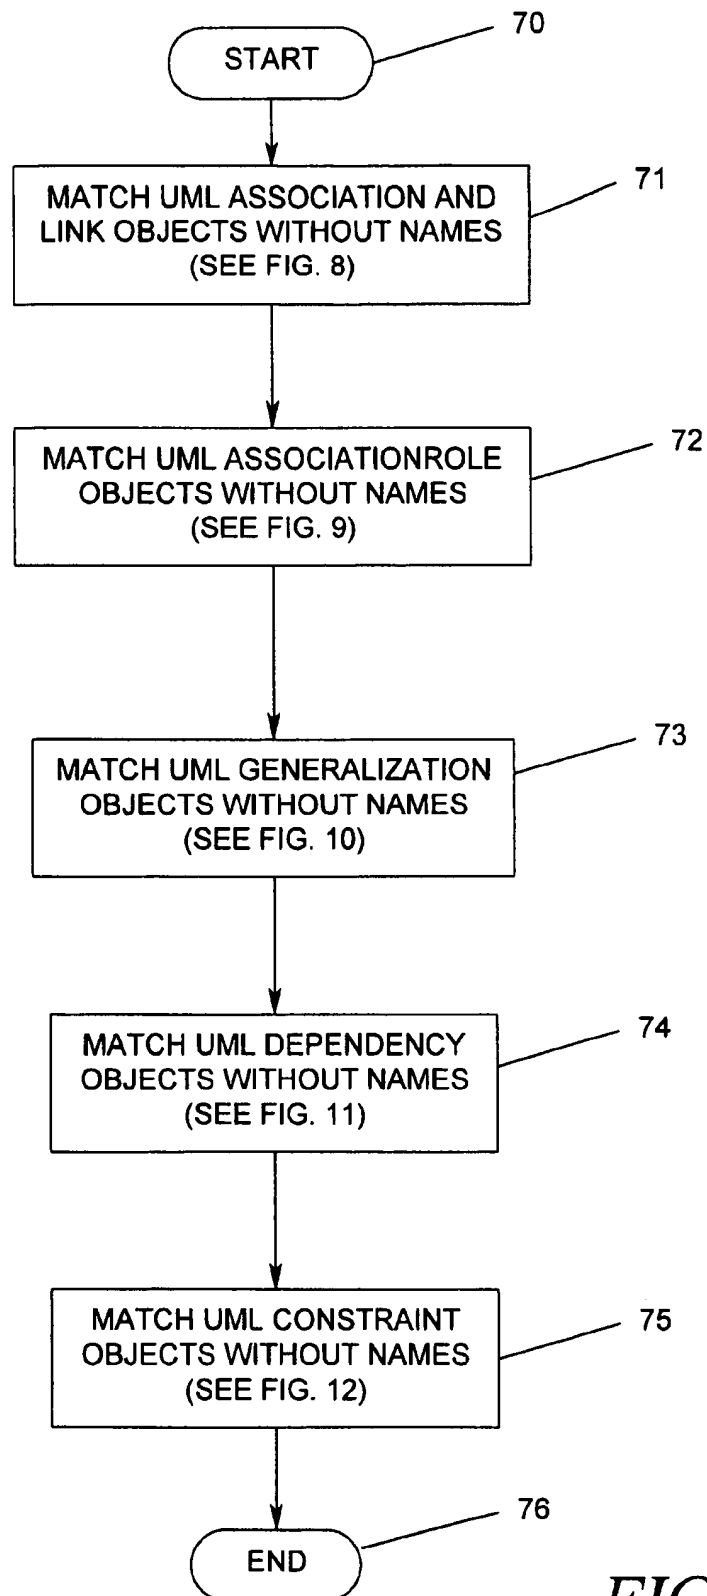 70
START
71
MATCH UML ASSOCIATION AND
LINK OBJECTS WITHOUT NAMES
(SEE FIG. 8)
72
MATCH UML ASSOCIATIONROLE
OBJECTS WITHOUT NAMES
(SEE FIG. 9)
73
MATCH UML GENERALIZATION
OBJECTS WITHOUT NAMES
(SEE FIG. 10)
74
MATCH UML DEPENDENCY
OBJECTS WITHOUT NAMES
(SEE FIG. 11)
75
MATCH UML CONSTRAINT
OBJECTS WITHOUT NAMES
(SEE FIG. 12)
76
END